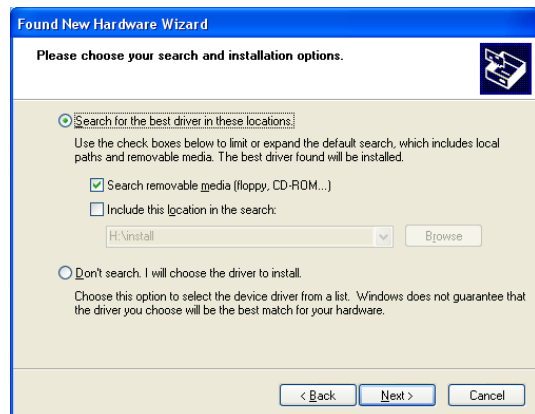 Found New Hardware Wizard
Please choose your search and installation options.
Search for the best driver in these locations.
Use the check boxes below to limit or expand the default search, which includes local
paths and removable media. The best driver found will be installed.
Search removable media (floppy, CD-ROM...)
Include this location in the search:
H:\install
Browse
Don't search. I will choose the driver to install.
Choose this option to select the device driver from a list. Windows does not guarantee that
the driver you choose will be the best match for your hardware.
< Back
Next >
Cancel